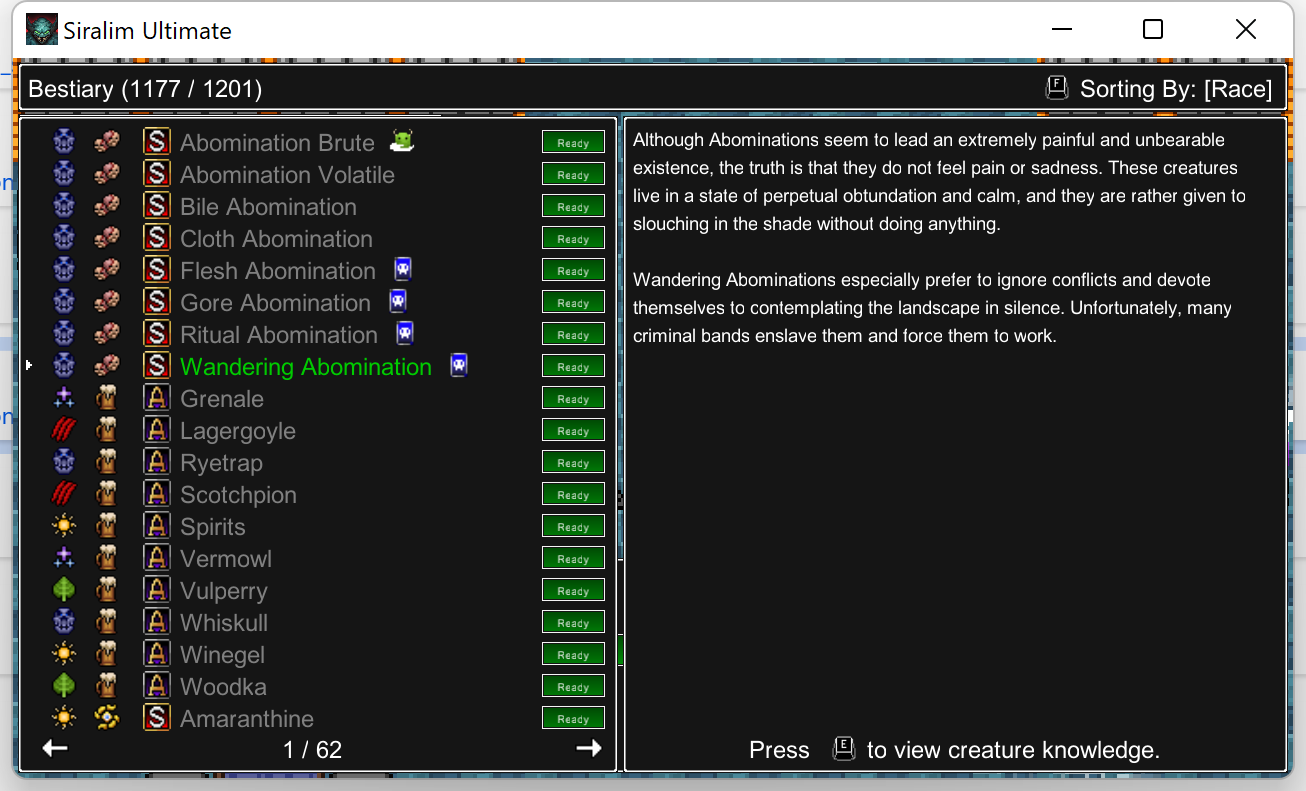 Siralim Ultimate
Bestiary (1177 / 1201)
F Sorting By: [Race]
S Abomination Brute Ready
S Abomination Volatile Ready
S Bile Abomination Ready
S Cloth Abomination Ready
S Flesh Abomination Ready
S Gore Abomination Ready
S Ritual Abomination Ready
S Wandering Abomination Ready
A Grenale Ready
A Lagergoyle Ready
A Ryetrap Ready
A Scotchpion Ready
A Spirits Ready
A Vermowl Ready
A Vulperry Ready
A Whiskull Ready
A Winegel Ready
A Woodka Ready
S Amaranthine Ready
1 / 62
Although Abominations seem to lead an extremely painful and unbearable
existence, the truth is that they do not feel pain or sadness. These creatures
live in a state of perpetual obtundation and calm, and they are rather given to
slouching in the shade without doing anything.
Wandering Abominations especially prefer to ignore conflicts and devote
themselves to contemplating the landscape in silence. Unfortunately, many
criminal bands enslave them and force them to work.
Press E to view creature knowledge.